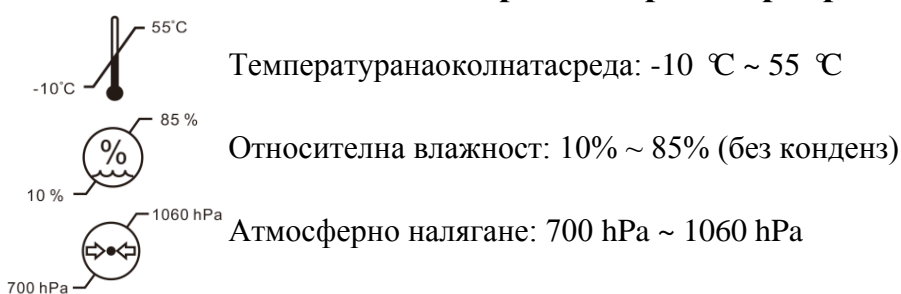 55°C
-10°C
Температуранаоколнатасреда: -10 ℃ ~ 55 ℃
85 %
%
10 %
Относителна влажност: 10% ~ 85% (без конденз)
1060 hPa
700 hPa
Атмосферно налягане: 700 hPa ~ 1060 hPa